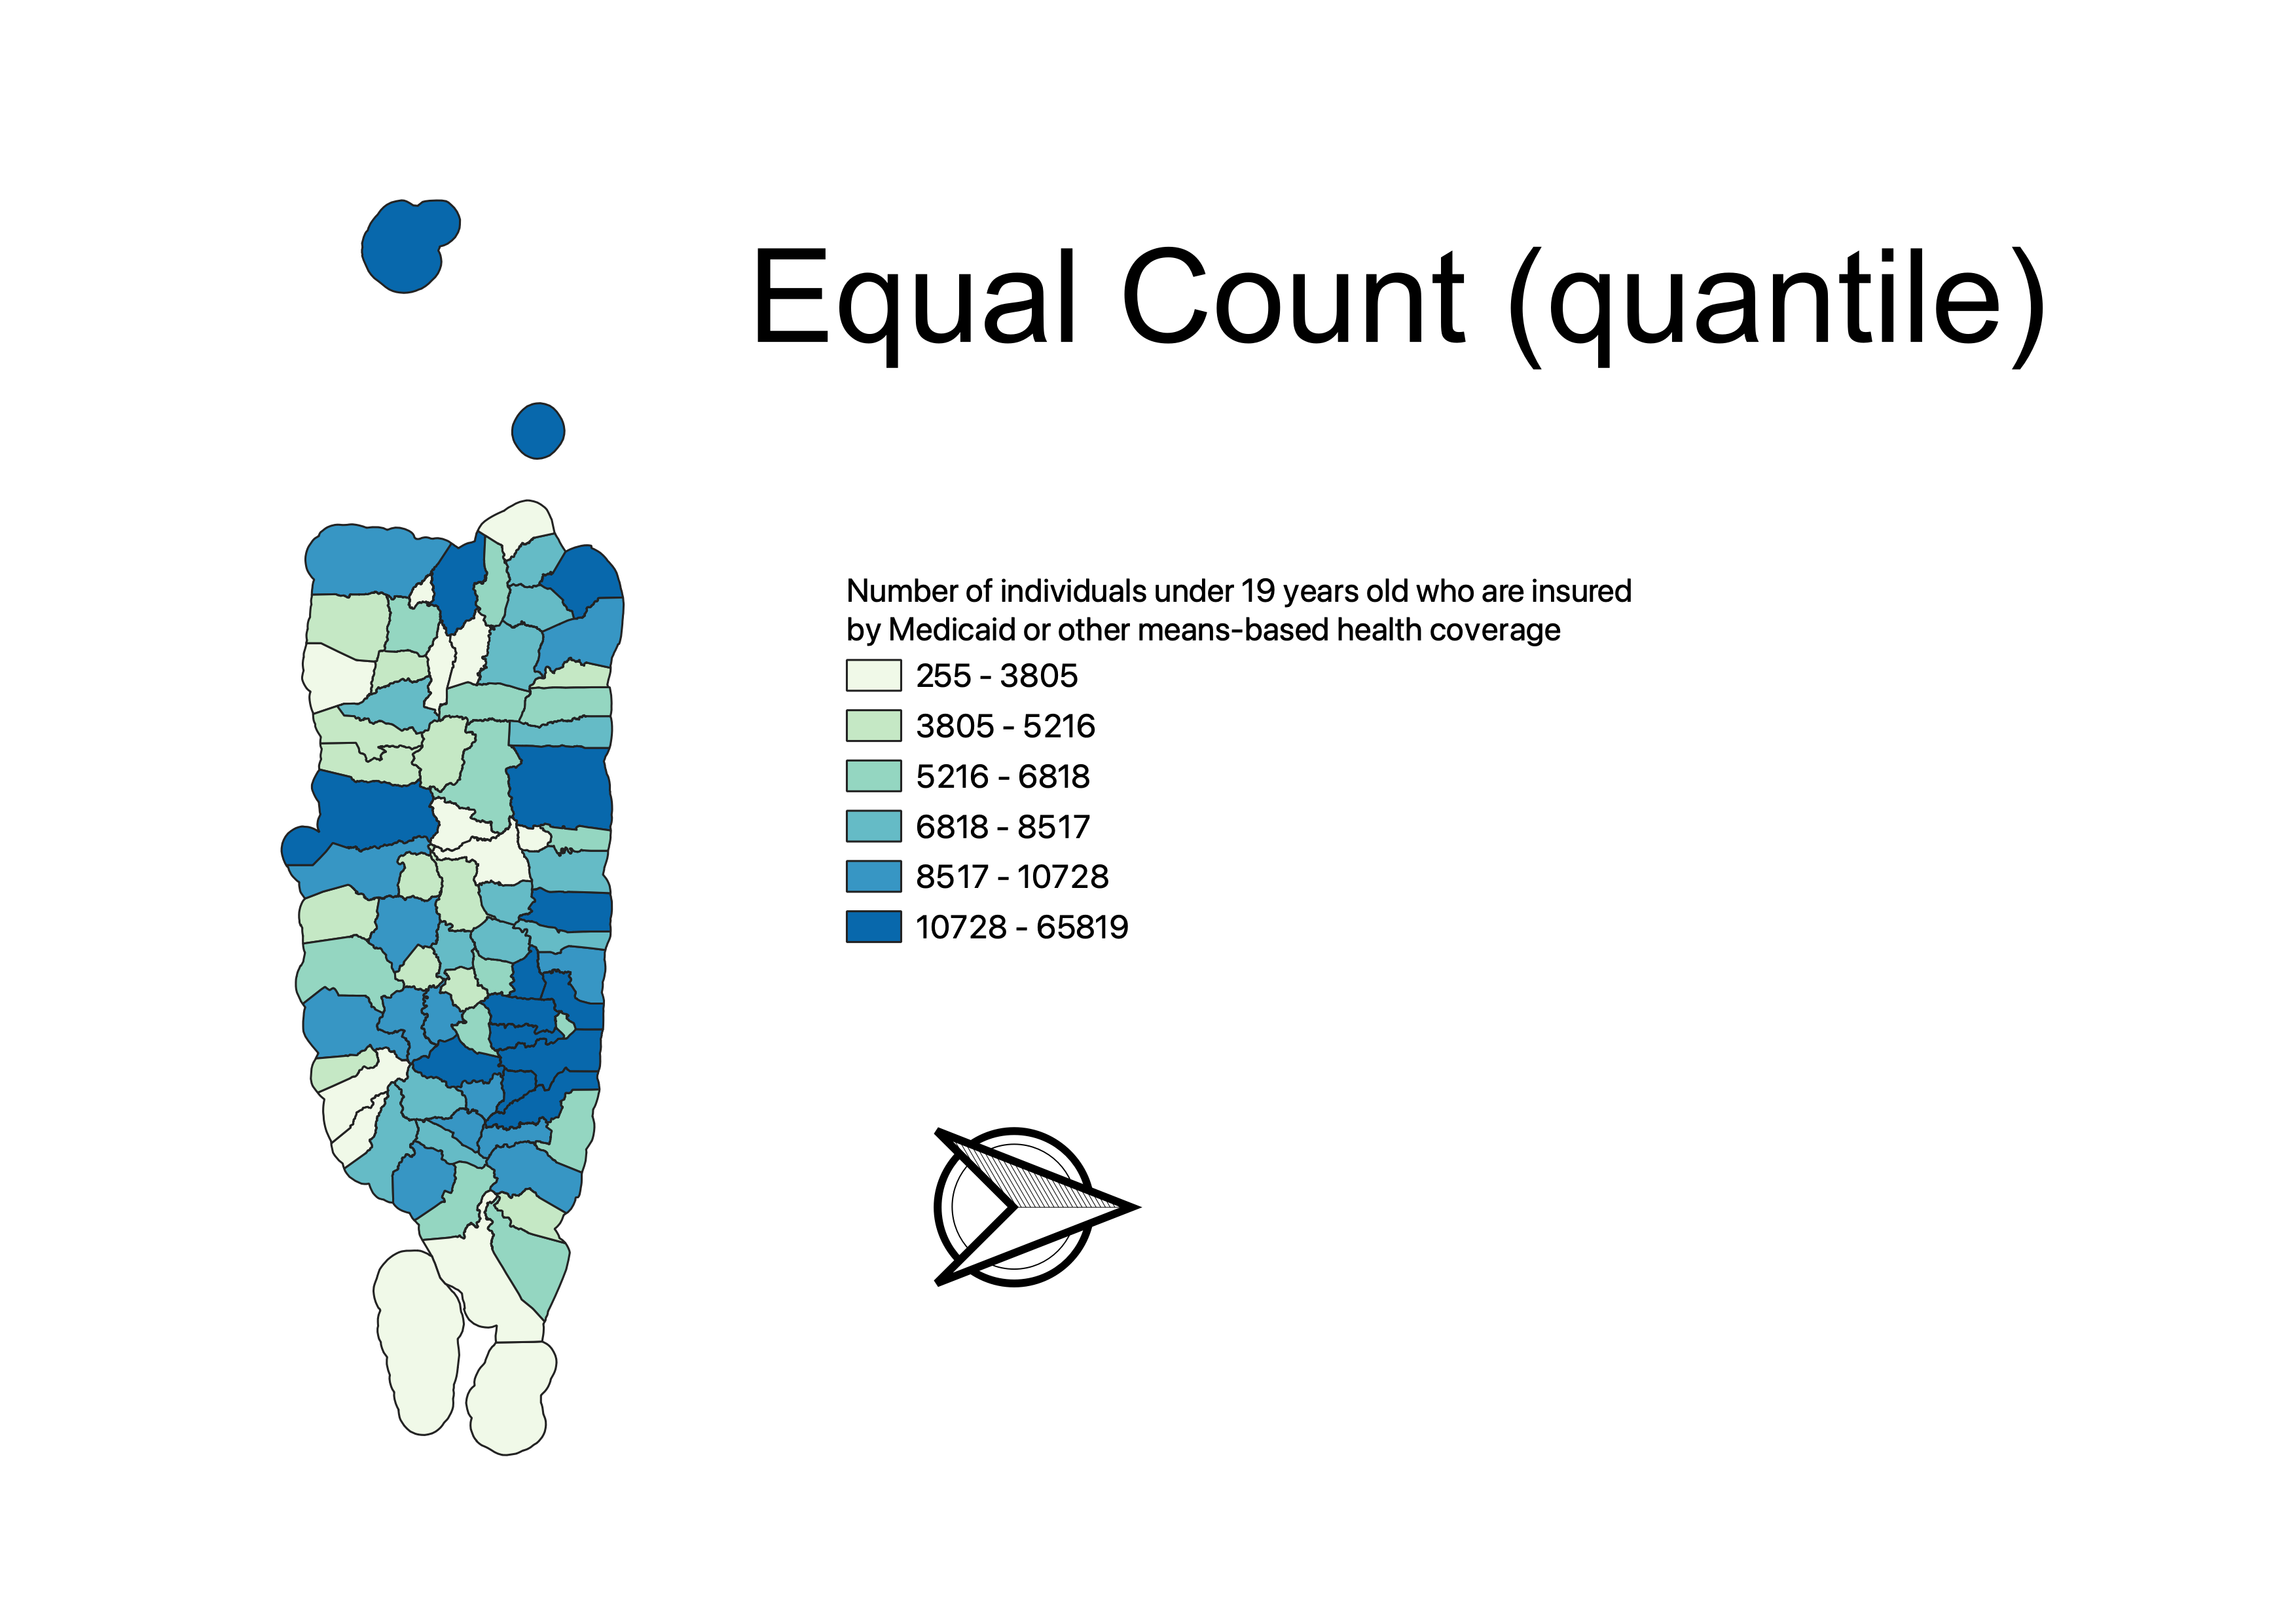 Equal Count (quantile)
Number of individuals under 19 years old who are insured
by Medicaid or other means-based health coverage
255 - 3805
3805 - 5216
5216 - 6818
6818 - 8517
8517 - 10728
10728 - 65819